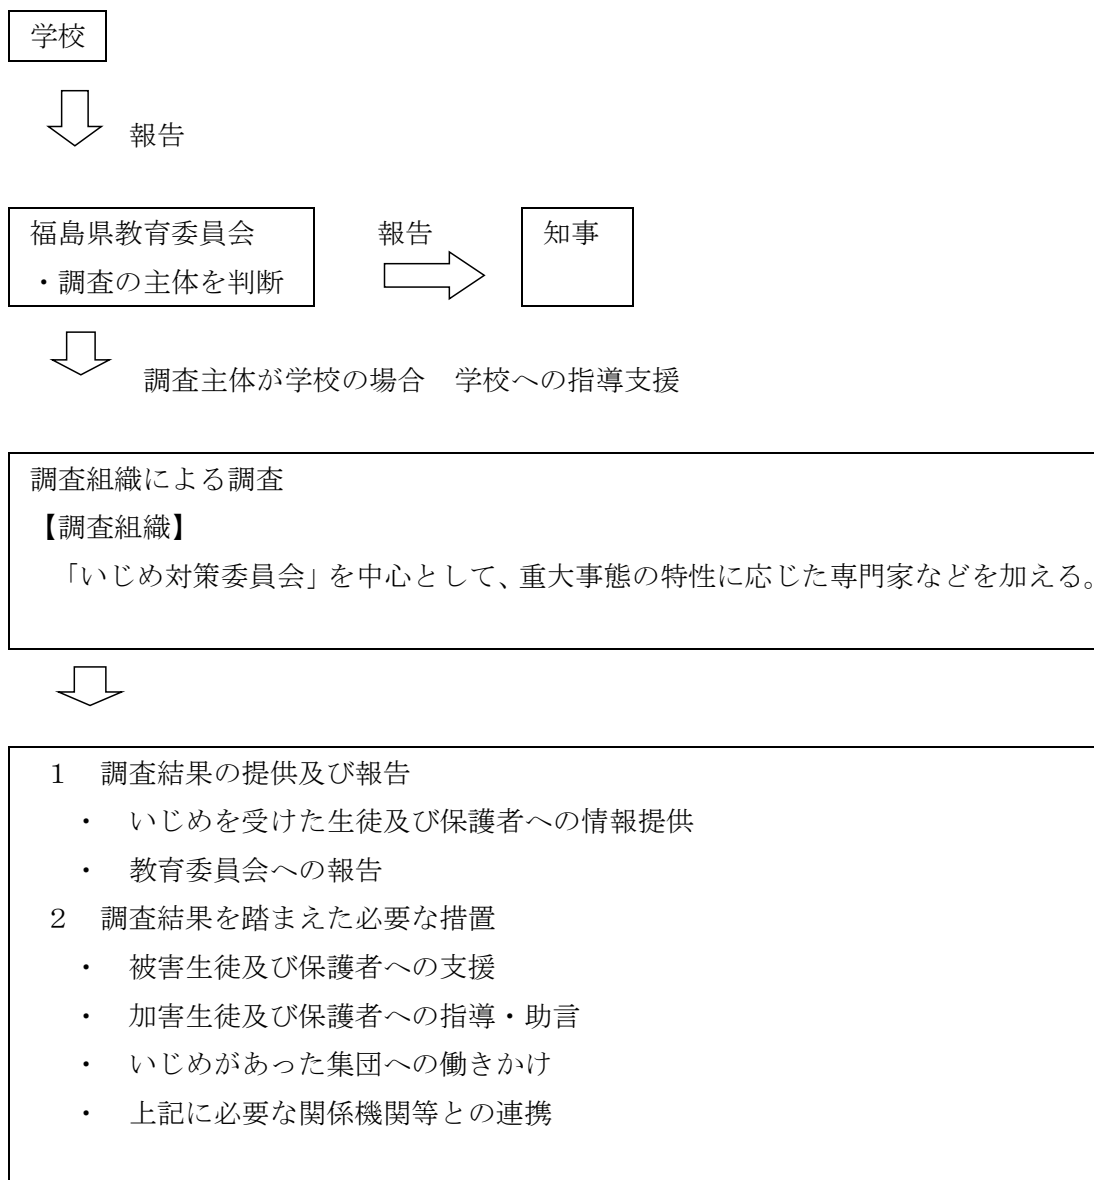 学校
報告
福島県教育委員会
・調査の主体を判断
報告
知事
調査主体が学校の場合　学校への指導支援
調査組織による調査
【調査組織】
「いじめ対策委員会」を中心として、重大事態の特性に応じた専門家などを加える。
１　調査結果の提供及び報告
・　いじめを受けた生徒及び保護者への情報提供
・　教育委員会への報告
２　調査結果を踏まえた必要な措置
・　被害生徒及び保護者への支援
・　加害生徒及び保護者への指導・助言
・　いじめがあった集団への働きかけ
・　上記に必要な関係機関等との連携